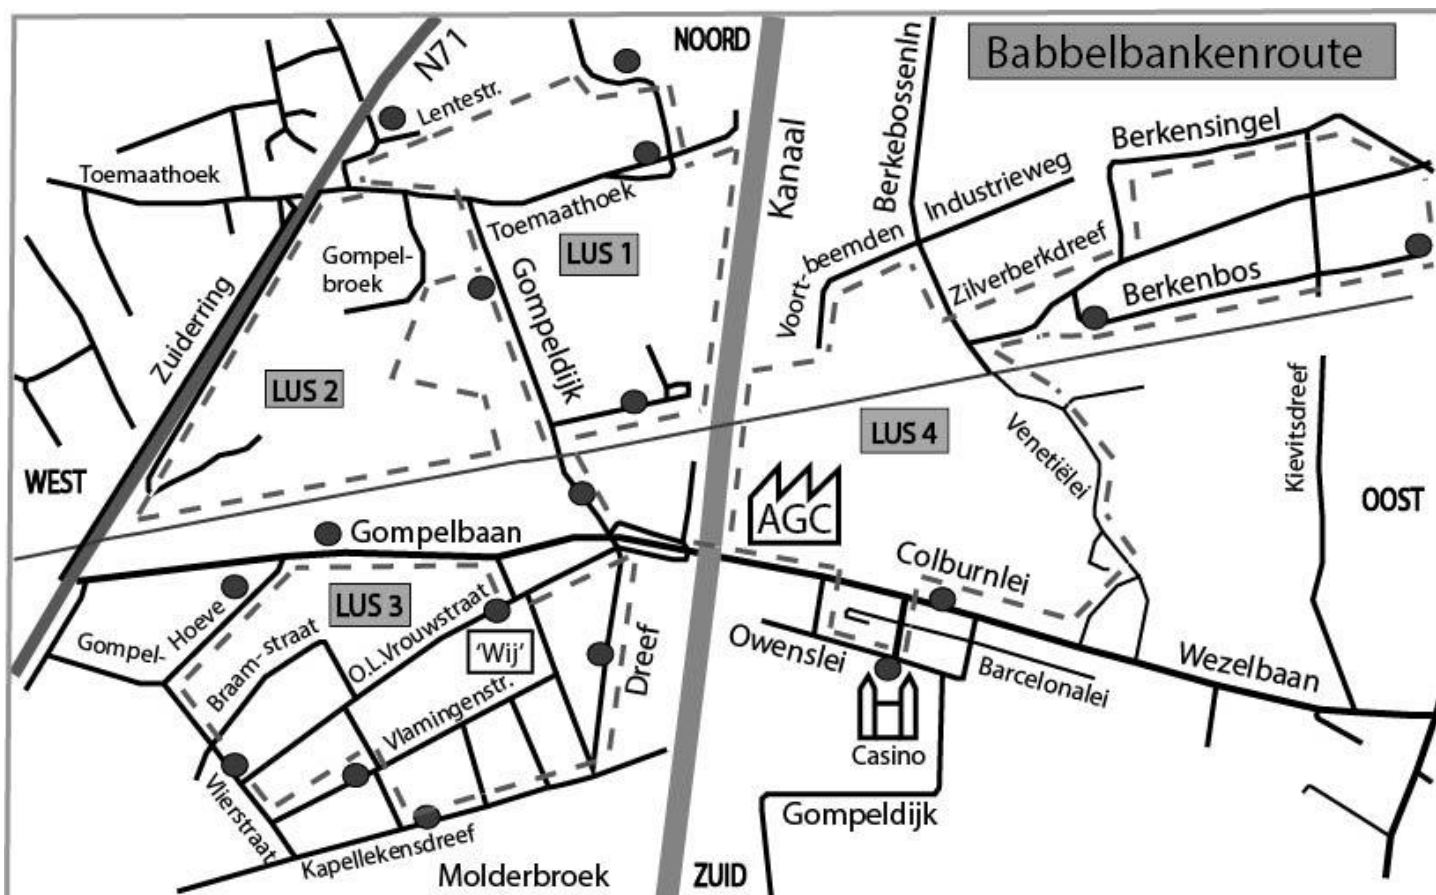 Babbelbankenroute
NOORD
N71
Lentestr.
Toemaathoek
Toemaathoek
Kanaal
BerkebossenIn
Industrieweg
Voort-
beemden
Berkensingel
Zilverberkdreef
Berkenbos
LUS 1
Gompel-
broek
Gompeldijk
Zuiderring
LUS 2
WEST
LUS 4
Venetiëlei
Kievitsdreef
OOST
AGC
Gompelbaan
Colburnlei
LUS 3
Gompel-
Hoeve
Braam-straat
O.L.Vrouwstraat
'Wij'
Dreef
Owenslei
Barcelonalei
Wezelbaan
Vlamingenstr.
Casino
Vlierstraat
Kapellekensdreef
Gompeldijk
Molderbroek
ZUID